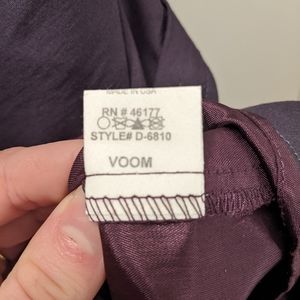 MADE IN USA
RN # 46177
STYLE# D-6810
VOOM